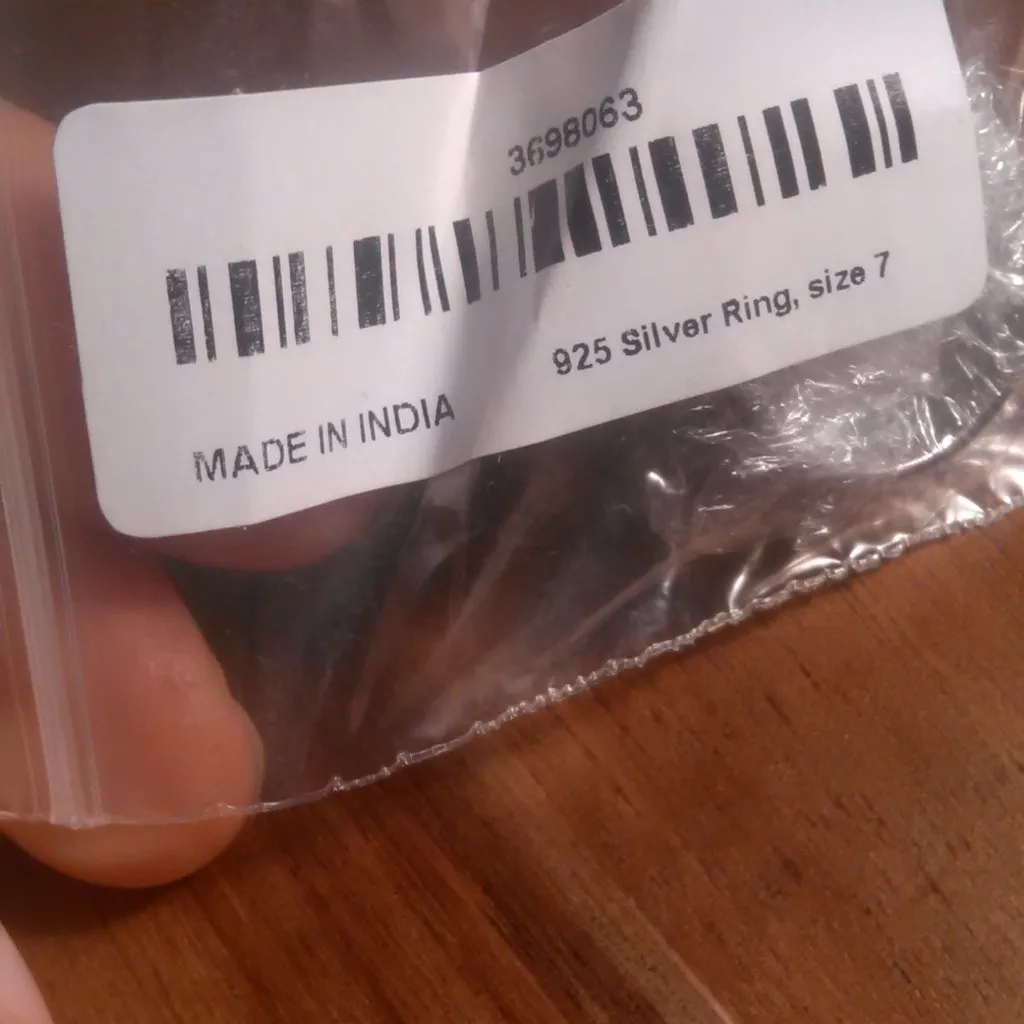 3698063
925 Silver Ring, size 7
MADE IN INDIA